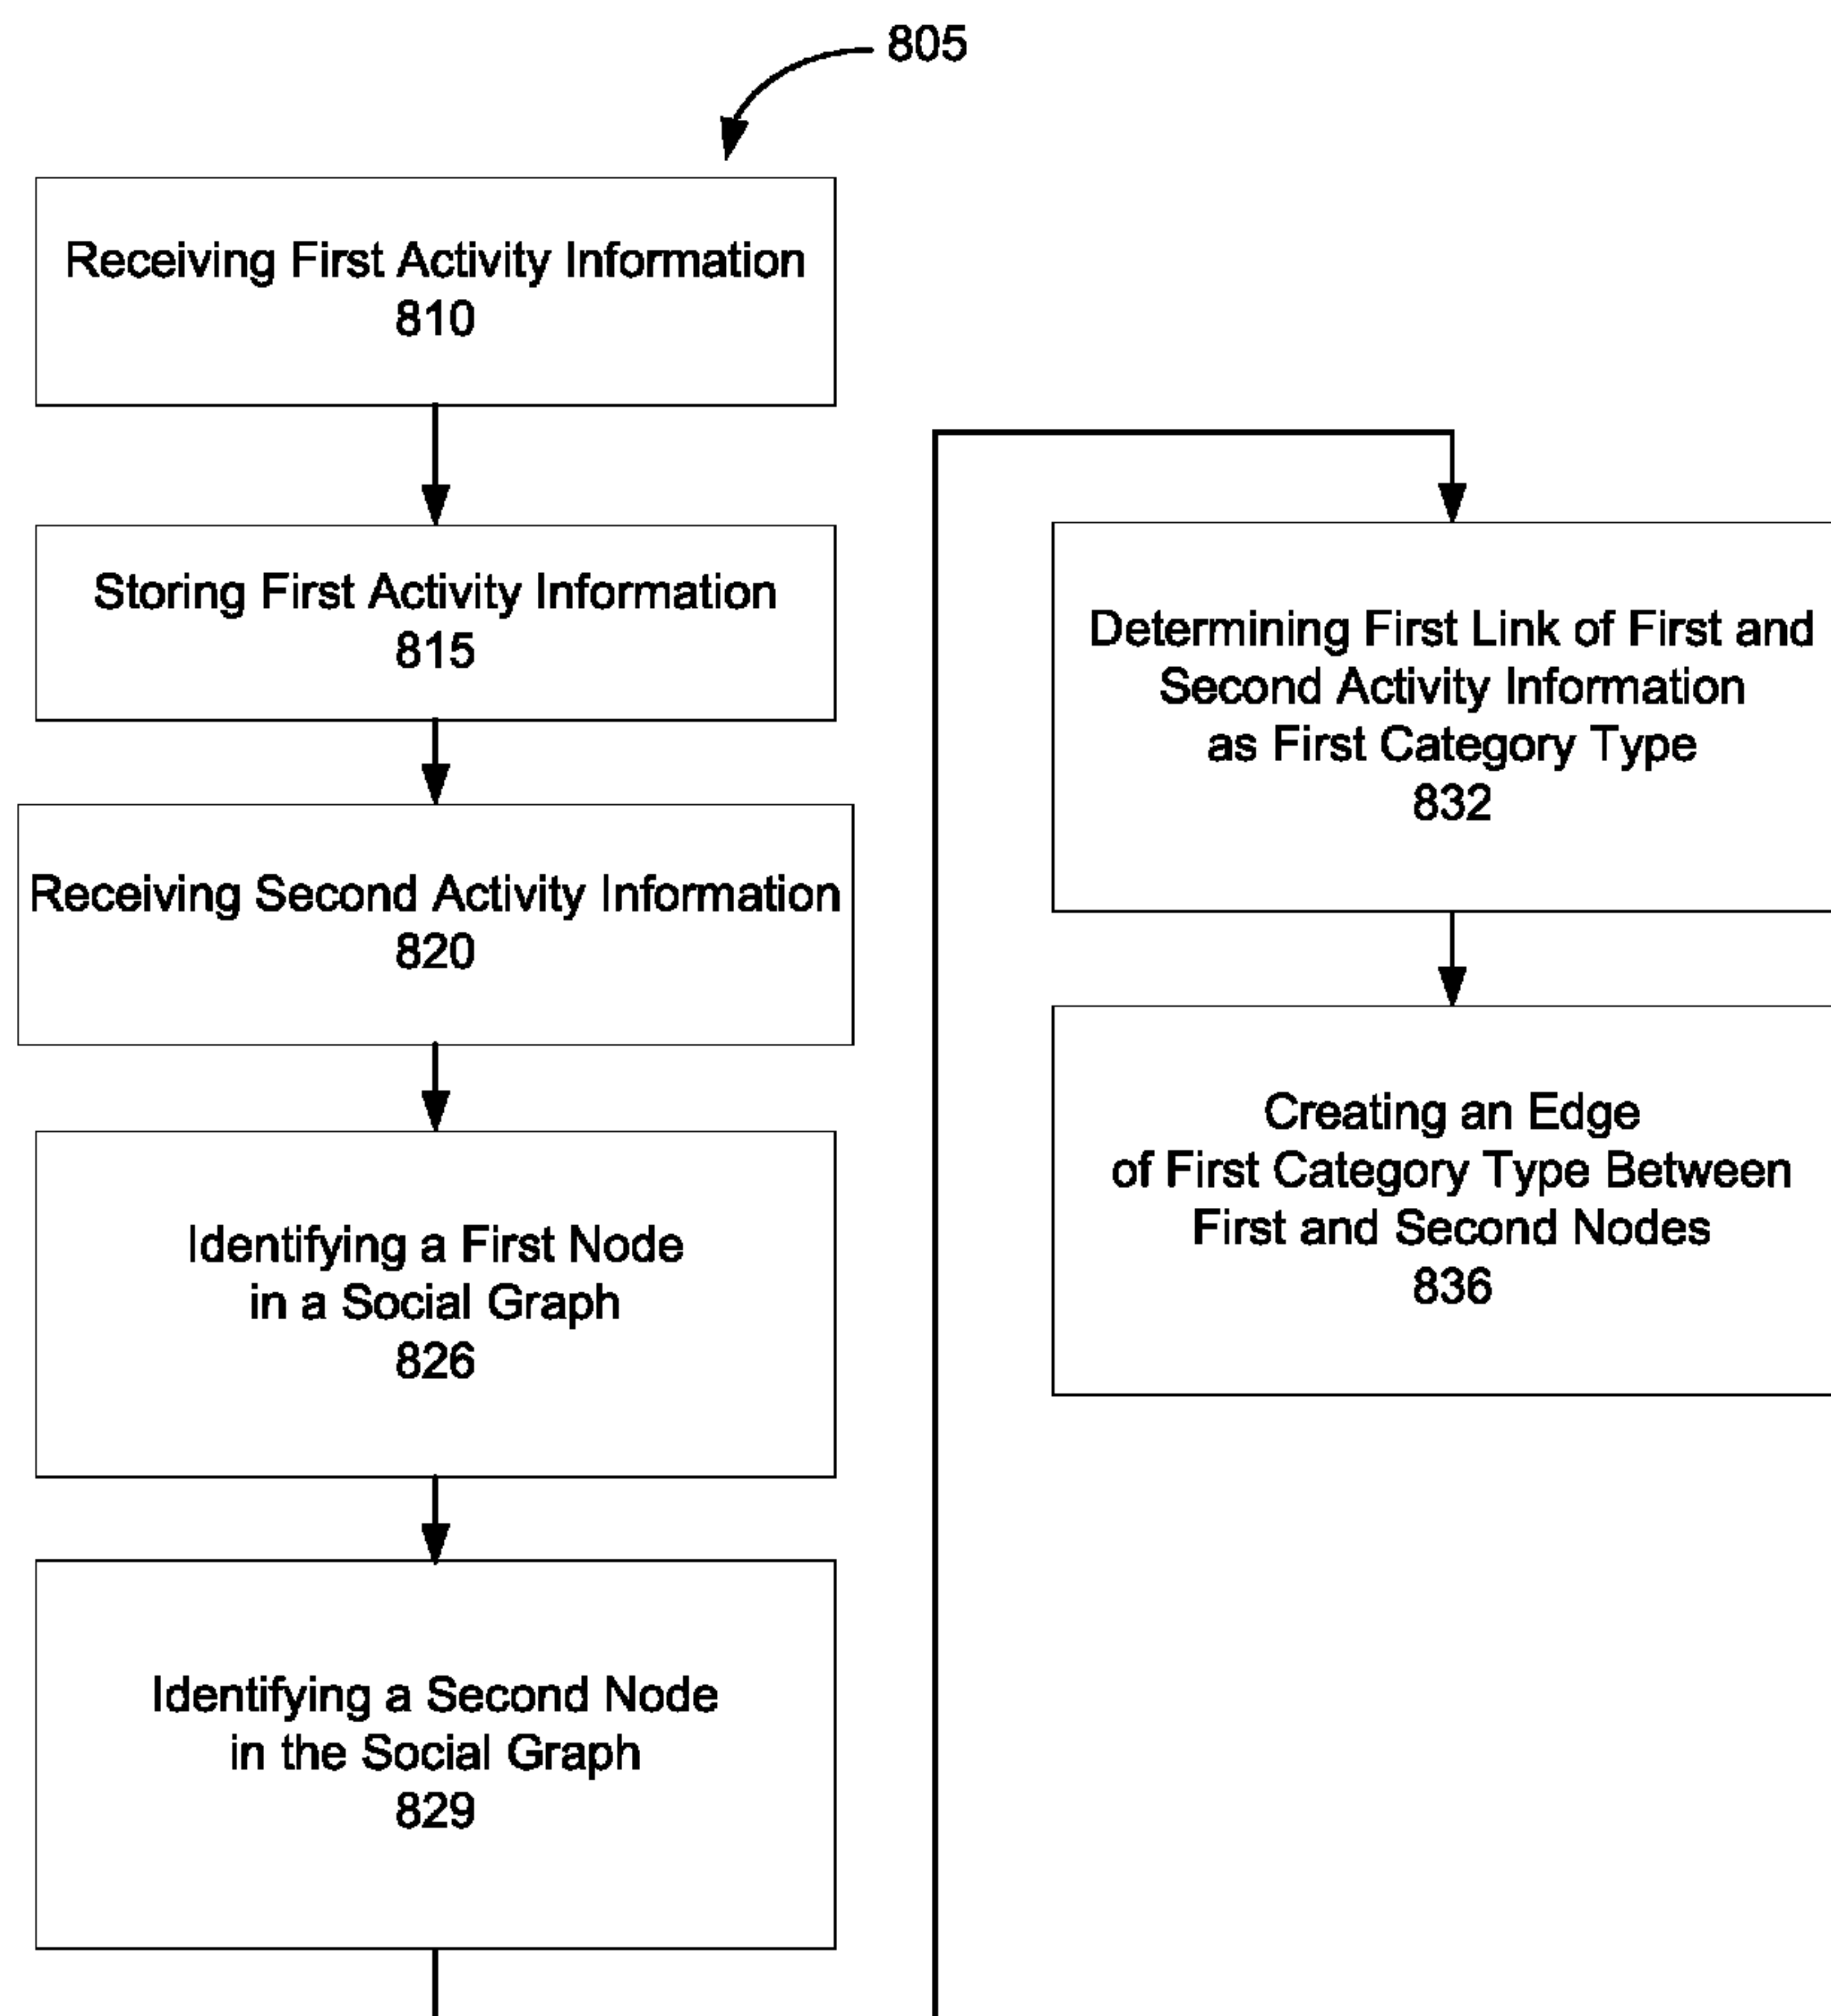 805
Receiving First Activity Information
810
Storing First Activity Information
815
Receiving Second Activity Information
820
Identifying a First Node
in a Social Graph
826
Identifying a Second Node
in the Social Graph
829
Determining First Link of First and
Second Activity Information
as First Category Type
832
Creating an Edge
of First Category Type Between
First and Second Nodes
836